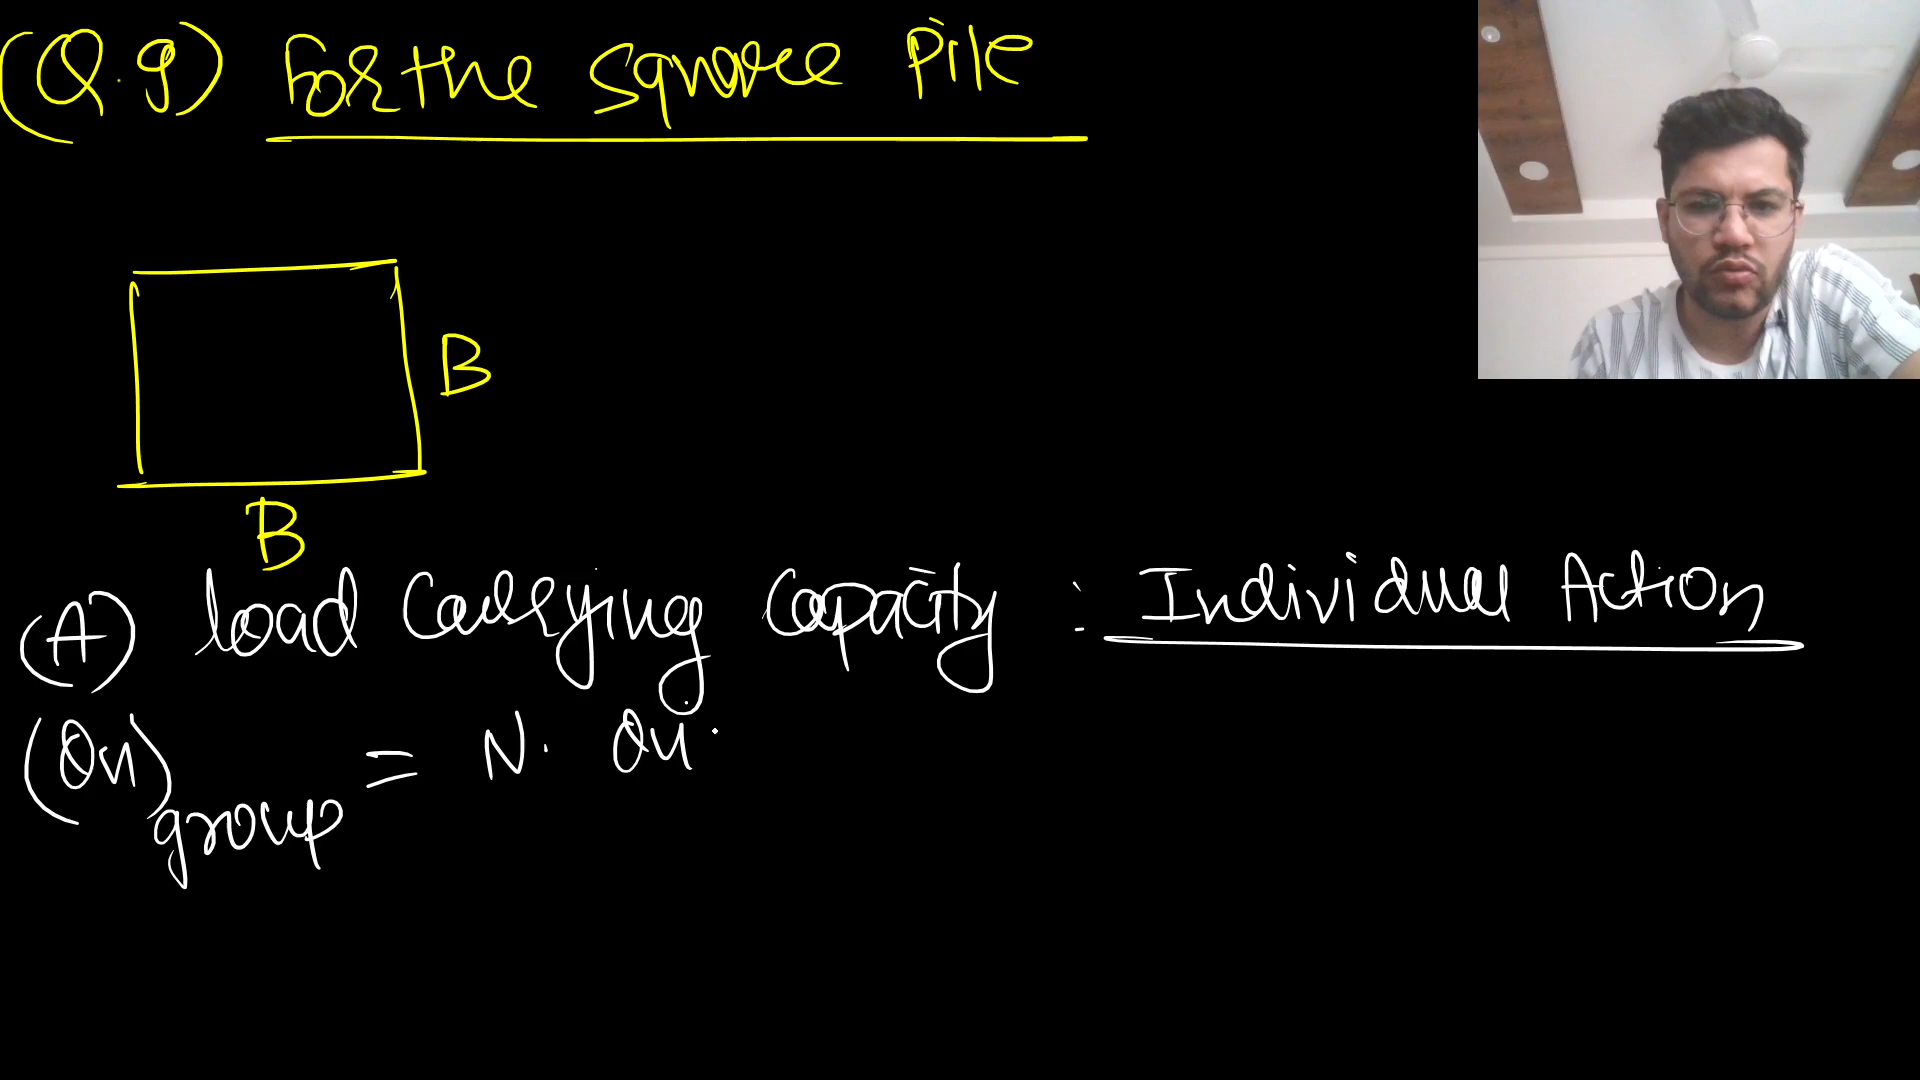 (Q.9) For the square Pile
B
B
(A) load Carrying Capacity : Individual Action
(Qu)group = N. Qu.